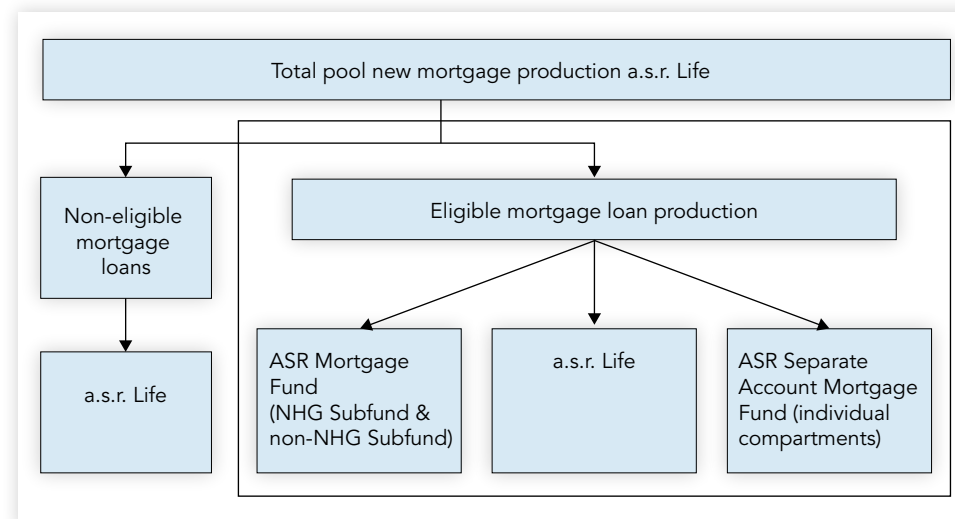 Total pool new mortgage production a.s.r. Life
Non-eligible
mortgage
loans
Eligible mortgage loan production
a.s.r. Life
ASR Mortgage
Fund
(NHG Subfund &
non-NHG Subfund)
a.s.r. Life
ASR Separate
Account Mortgage
Fund (individual
compartments)